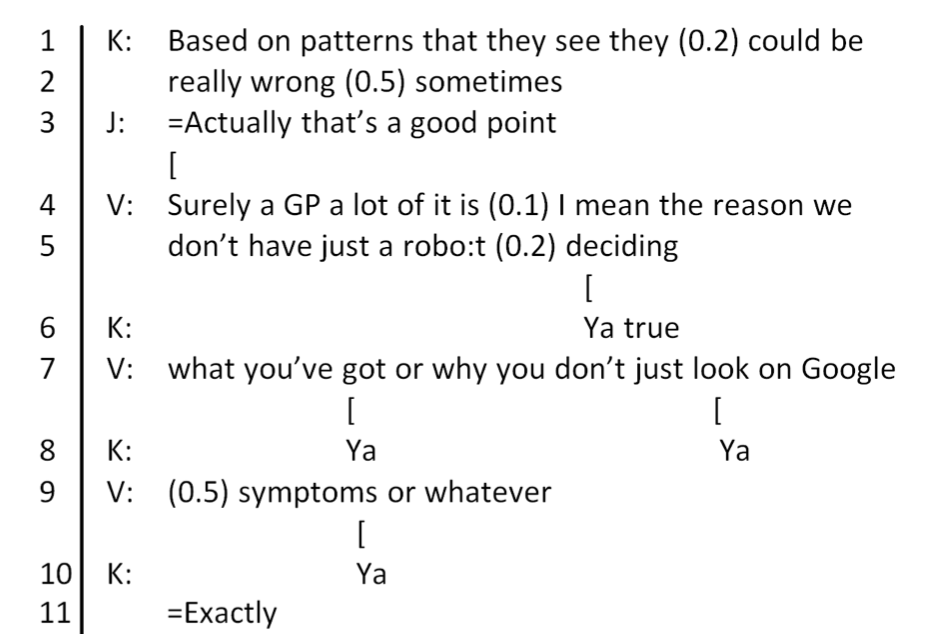 1 K: Based on patterns that they see they (0.2) could be
2 really wrong (0.5) sometimes
3 J: =Actually that’s a good point
[
4 V: Surely a GP a lot of it is (0.1) I mean the reason we
5 don’t have just a robo:t (0.2) deciding
[
6 K: Ya true
7 V: what you’ve got or why you don’t just look on Google
[ [
8 K: Ya Ya
9 V: (0.5) symptoms or whatever
[
10 K: Ya
11 =Exactly